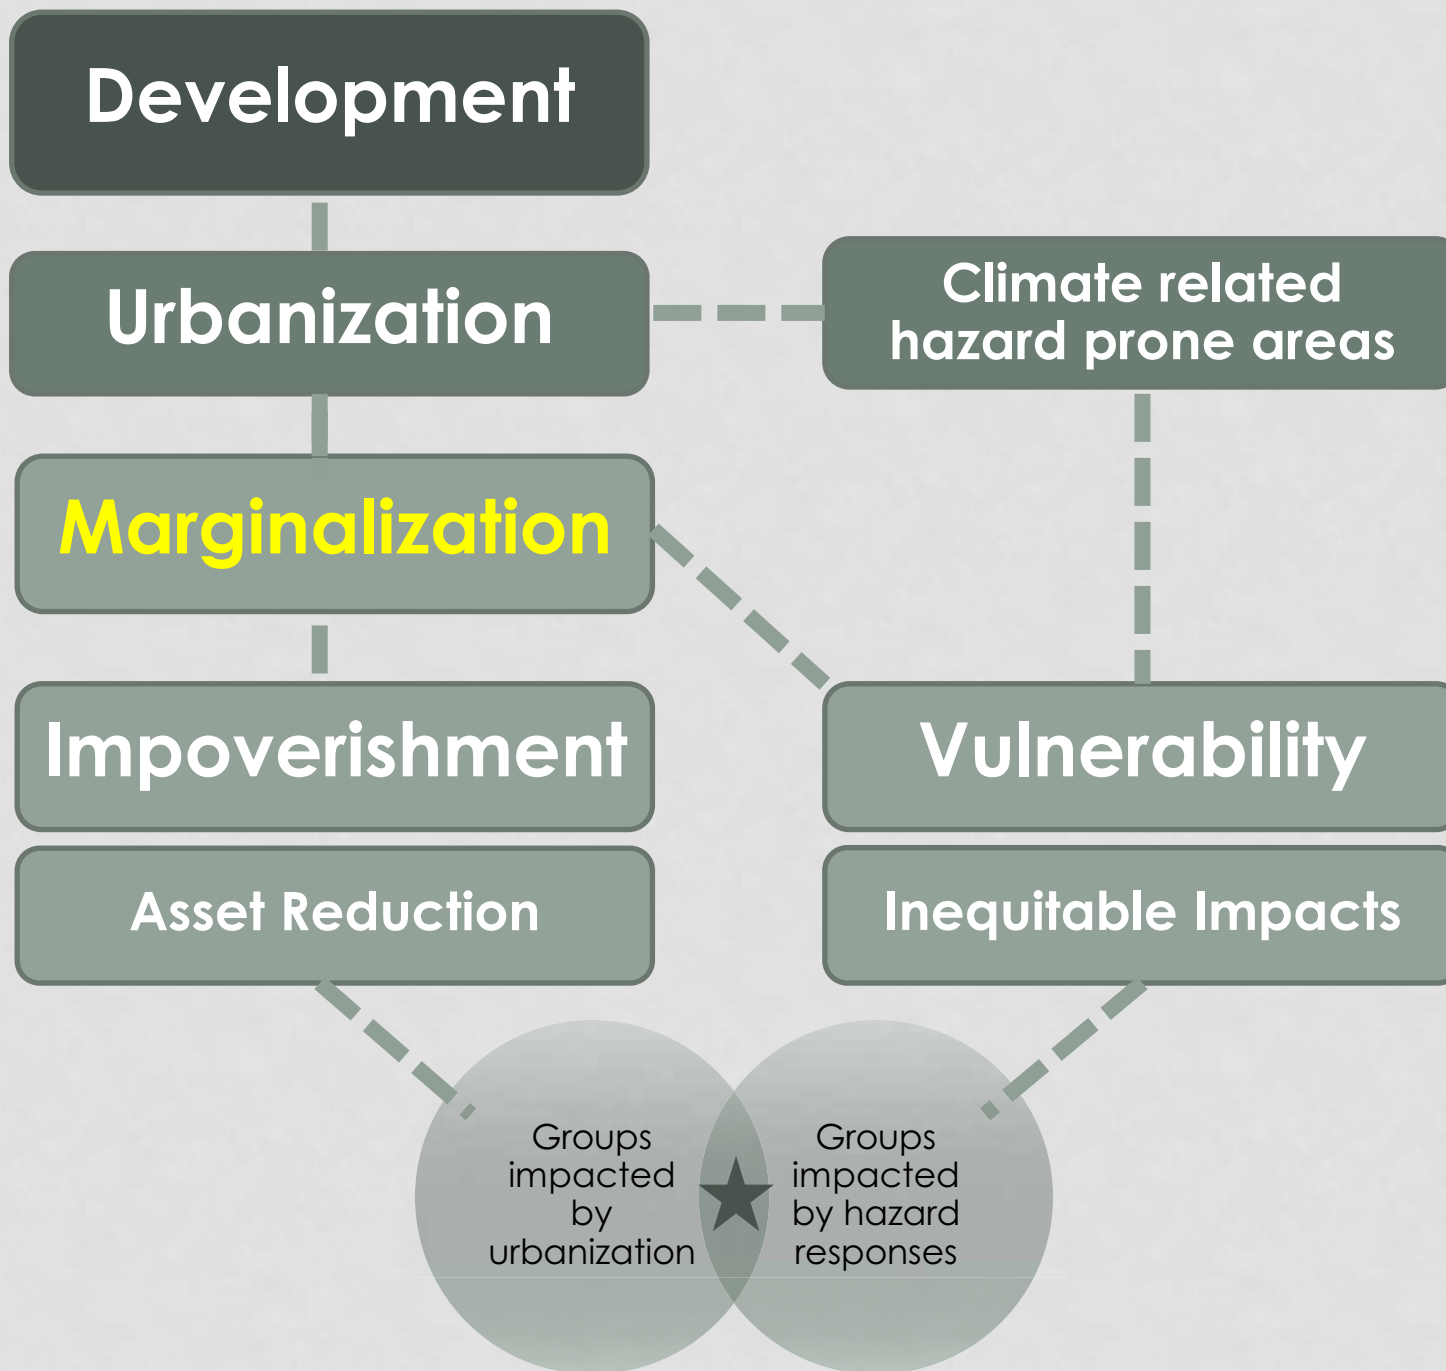 Development
Urbanization
Climate related
hazard prone areas
Marginalization
Impoverishment
Vulnerability
Asset Reduction
Inequitable Impacts
Groups
impacted
by
urbanization
Groups
impacted
by hazard
responses